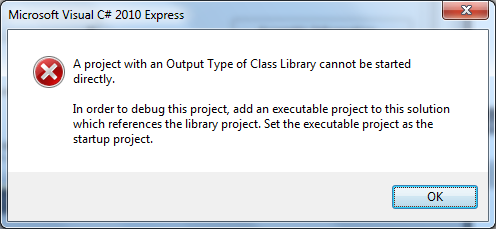 Microsoft Visual C# 2010 Express
A project with an Output Type of Class Library cannot be started
directly.
In order to debug this project, add an executable project to this solution
which references the library project. Set the executable project as the
startup project.
OK